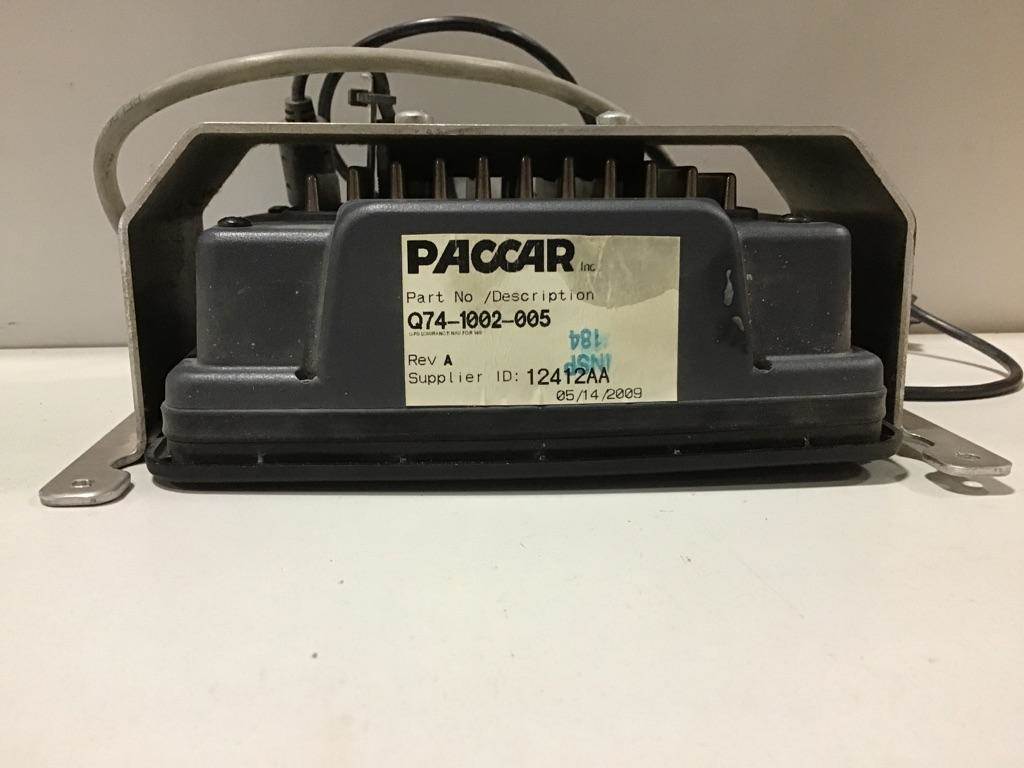 PACCAR Inc
Part No /Description
Q74-1002-005
Rev A
INSP
184
Supplier ID: 12412AA
05/14/2009